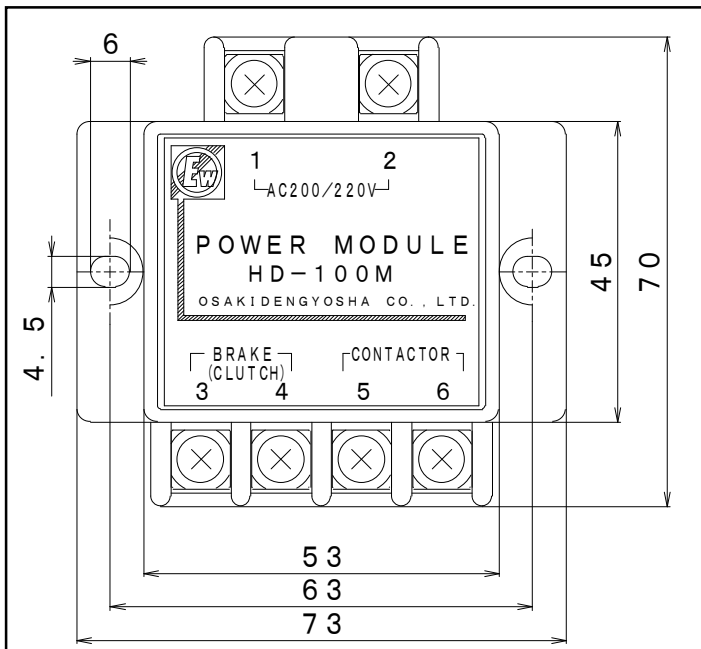 6
Ew
1 2
AC200/220V
POWER MODULE
HD-100M
OSAKIDENGYOSHA CO., LTD.
BRAKE CONTACTOR
(CLUTCH)
3 4 5 6
4.5
45
70
53
63
73